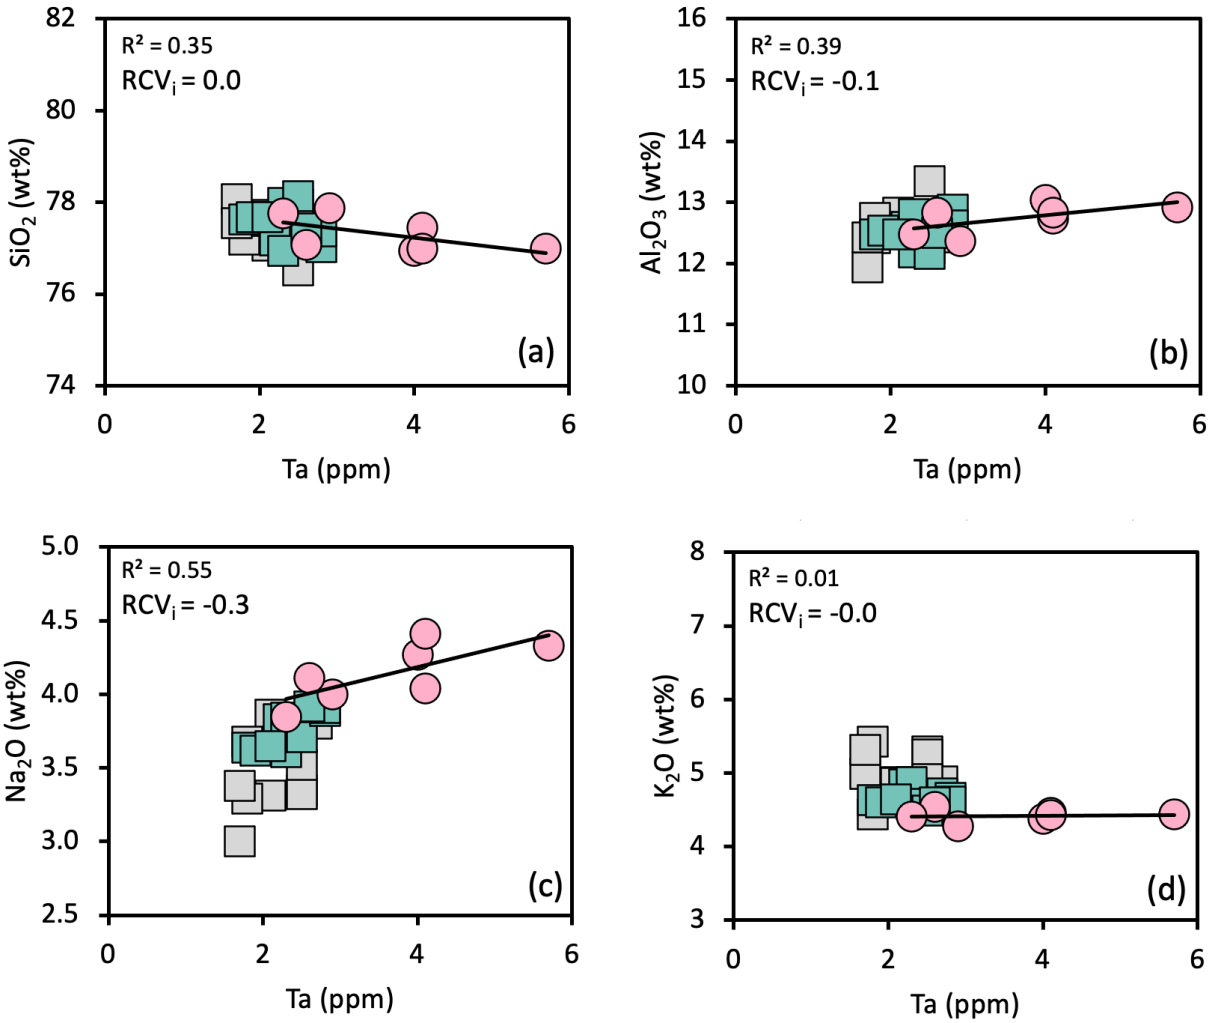 82
80
78
76
74
SiO₂ (wt%)
R² = 0.35
RCVᵢ = 0.0
(a)
0 2 4 6
Ta (ppm)
16
15
14
13
12
11
10
Al₂O₃ (wt%)
R² = 0.39
RCVᵢ = -0.1
(b)
0 2 4 6
Ta (ppm)
5.0
4.5
4.0
3.5
3.0
2.5
Na₂O (wt%)
R² = 0.55
RCVᵢ = -0.3
(c)
0 2 4 6
Ta (ppm)
8
7
6
5
4
3
K₂O (wt%)
R² = 0.01
RCVᵢ = -0.0
(d)
0 2 4 6
Ta (ppm)